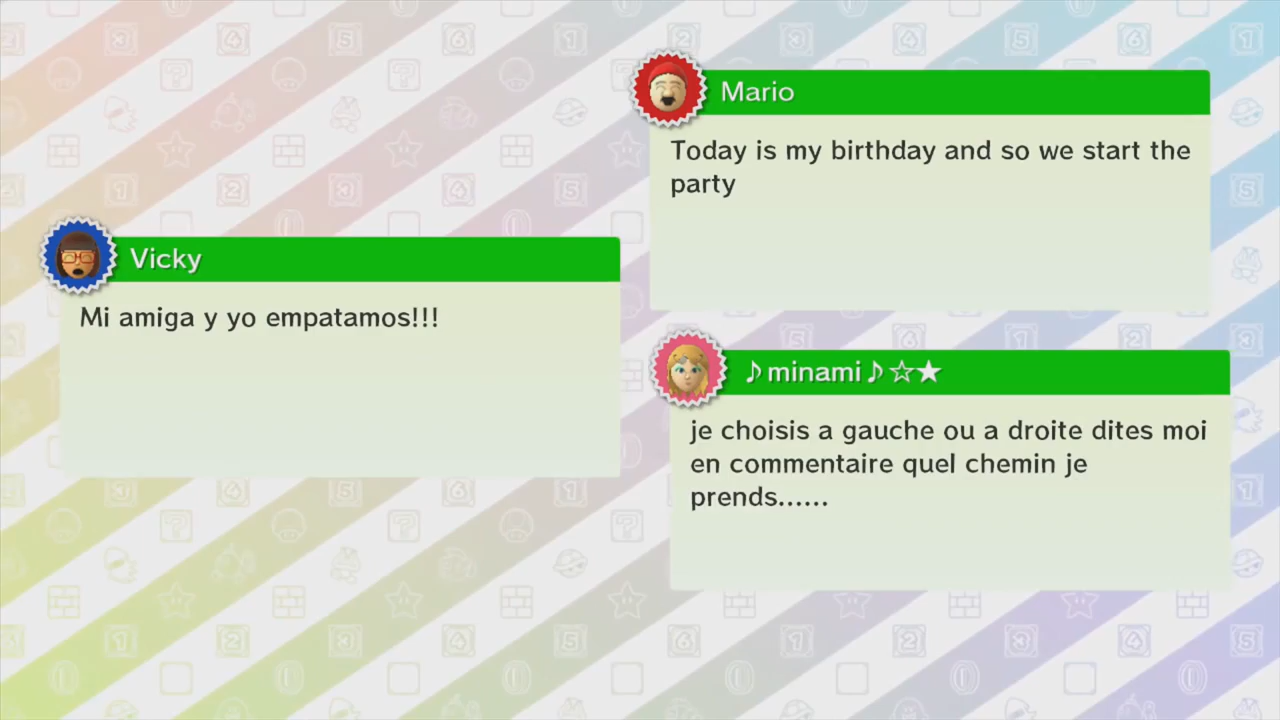 Mario
Today is my birthday and so we start the
party
Vicky
Mi amiga y yo empatamos!!!
♪minami♪☆★
je choisis a gauche ou a droite dites moi
en commentaire quel chemin je
prends......